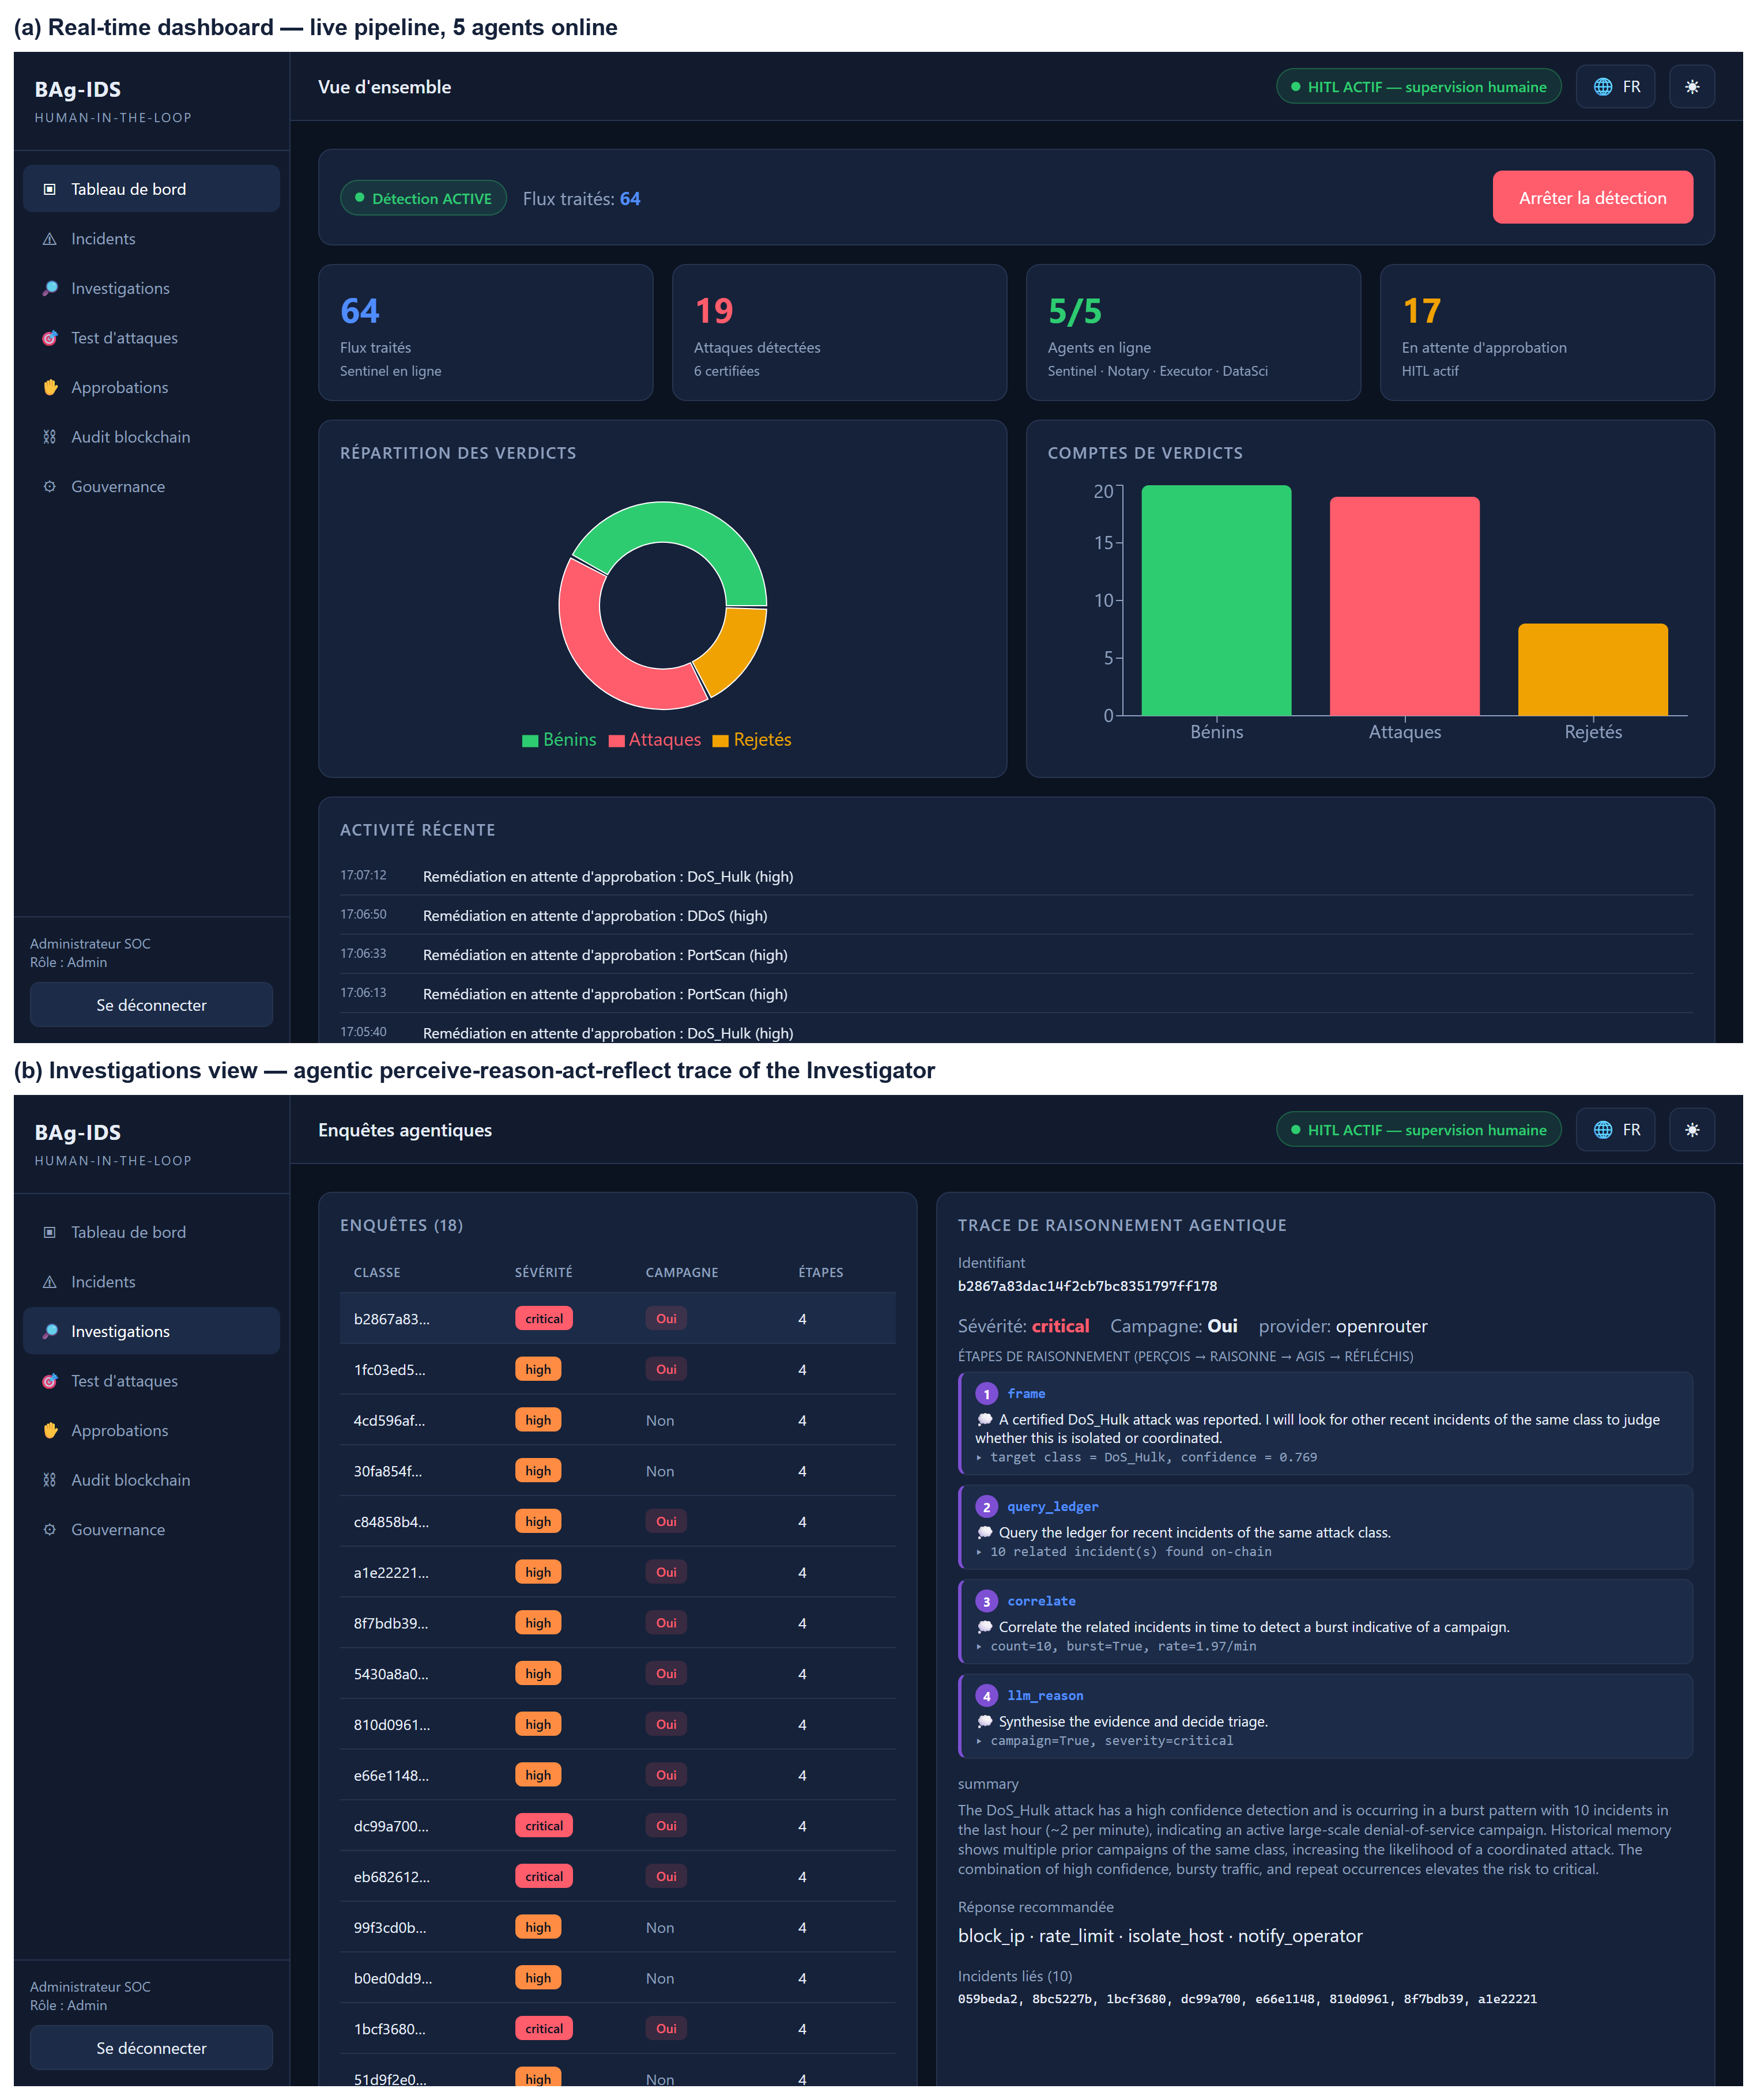 (a) Real-time dashboard — live pipeline, 5 agents online
BAg-IDS
HUMAN-IN-THE-LOOP
Tableau de bord
Incidents
Investigations
Test d'attaques
Approbations
Audit blockchain
Gouvernance
Administrateur SOC
Rôle : Admin
Se déconnecter
Vue d'ensemble
HITL ACTIF — supervision humaine
FR
Détection ACTIVE
Flux traités: 64
Arrêter la détection
64
Flux traités
Sentinel en ligne
19
Attaques détectées
6 certifiées
5/5
Agents en ligne
Sentinel · Notary · Executor · DataSci
17
En attente d'approbation
HITL actif
RÉPARTITION DES VERDICTS
Bénins Attaques Rejetés
COMPTES DE VERDICTS
20
15
10
5
0
Bénins Attaques Rejetés
ACTIVITÉ RÉCENTE
17:07:12 Remédiation en attente d'approbation : DoS_Hulk (high)
17:06:50 Remédiation en attente d'approbation : DDoS (high)
17:06:33 Remédiation en attente d'approbation : PortScan (high)
17:06:13 Remédiation en attente d'approbation : PortScan (high)
17:05:40 Remédiation en attente d'approbation : DoS_Hulk (high)
(b) Investigations view — agentic perceive-reason-act-reflect trace of the Investigator
BAg-IDS
HUMAN-IN-THE-LOOP
Tableau de bord
Incidents
Investigations
Test d'attaques
Approbations
Audit blockchain
Gouvernance
Administrateur SOC
Rôle : Admin
Se déconnecter
Enquêtes agentiques
HITL ACTIF — supervision humaine
FR
ENQUÊTES (18)
CLASSE SÉVÉRITÉ CAMPAGNE ÉTAPES
b2867a83... critical Oui 4
1fc03ed5... high Oui 4
4cd596af... high Non 4
30fa854f... high Non 4
c84858b4... high Oui 4
a1e22221... high Oui 4
8f7bdb39... high Oui 4
5430a8a0... high Oui 4
810d0961... high Oui 4
e66e1148... high Oui 4
dc99a700... critical Oui 4
eb682612... critical Oui 4
99f3cd0b... high Non 4
b0ed0dd9... high Non 4
1bcf3680... critical Oui 4
51d9f2e0... high Non 4
TRACE DE RAISONNEMENT AGENTIQUE
Identifiant
b2867a83dac14f2cb7bc8351797ff178
Sévérité: critical Campagne: Oui provider: openrouter
ÉTAPES DE RAISONNEMENT (PERÇOIS → RAISONNE → AGIS → RÉFLÉCHIS)
1 frame
A certified DoS_Hulk attack was reported. I will look for other recent incidents of the same class to judge
whether this is isolated or coordinated.
▸ target class = DoS_Hulk, confidence = 0.769
2 query_ledger
Query the ledger for recent incidents of the same attack class.
▸ 10 related incident(s) found on-chain
3 correlate
Correlate the related incidents in time to detect a burst indicative of a campaign.
▸ count=10, burst=True, rate=1.97/min
4 llm_reason
Synthesise the evidence and decide triage.
▸ campaign=True, severity=critical
summary
The DoS_Hulk attack has a high confidence detection and is occurring in a burst pattern with 10 incidents in
the last hour (~2 per minute), indicating an active large-scale denial-of-service campaign. Historical memory
shows multiple prior campaigns of the same class, increasing the likelihood of a coordinated attack. The
combination of high confidence, bursty traffic, and repeat occurrences elevates the risk to critical.
Réponse recommandée
block_ip · rate_limit · isolate_host · notify_operator
Incidents liés (10)
059beda2, 8bc5227b, 1bcf3680, dc99a700, e66e1148, 810d0961, 8f7bdb39, a1e22221